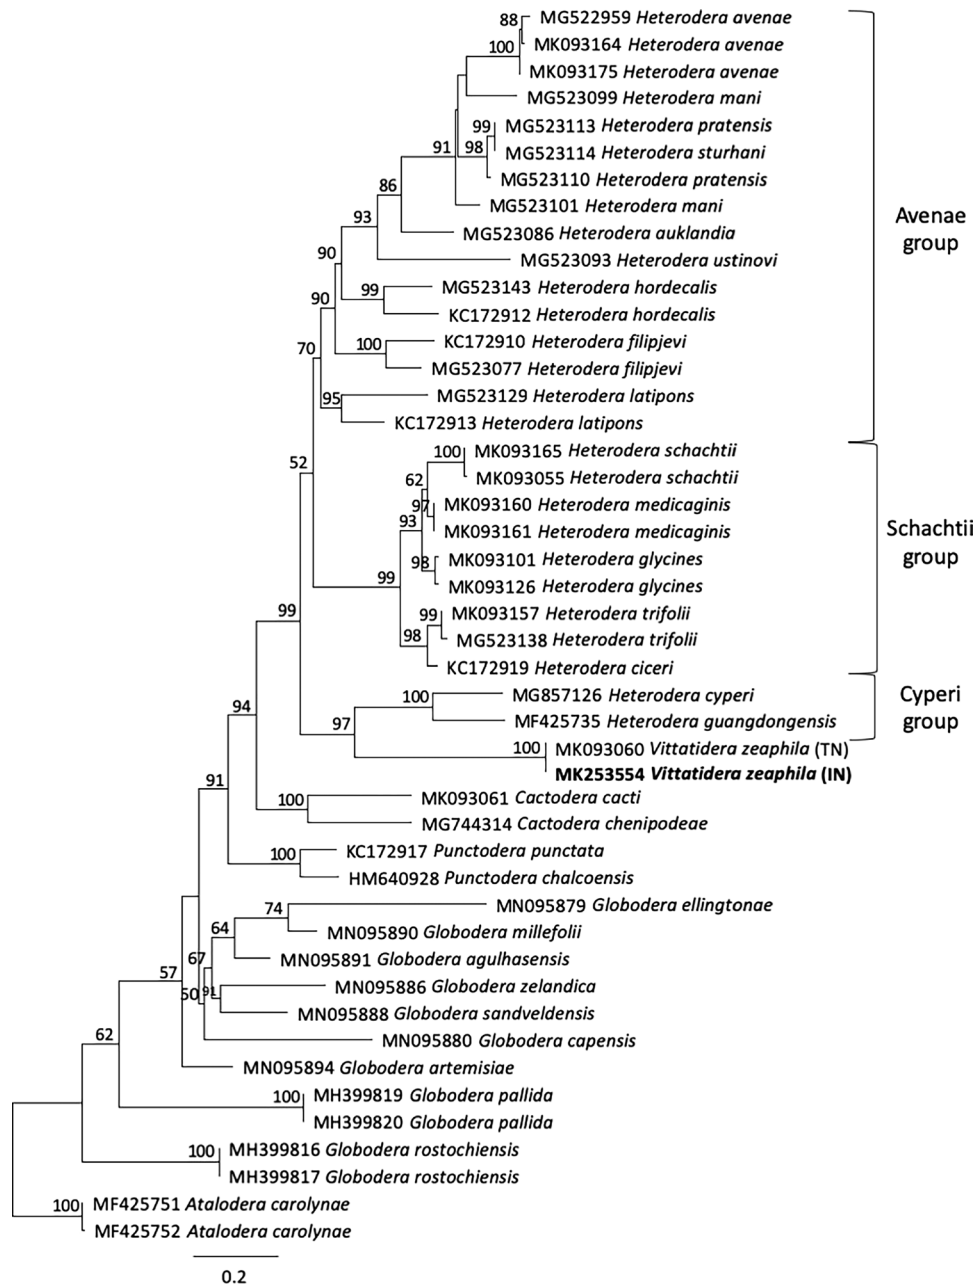 88
MG522959 Heterodera avenae
MK093164 Heterodera avenae
100
MK093175 Heterodera avenae
MG523099 Heterodera mani
99
MG523113 Heterodera pratensis
91
98
MG523114 Heterodera sturhani
MG523110 Heterodera pratensis
86
MG523101 Heterodera mani
Avenae
group
93
MG523086 Heterodera auklandia
90
MG523093 Heterodera ustinovi
99
MG523143 Heterodera hordecalis
90
KC172912 Heterodera hordecalis
70
100
KC172910 Heterodera filipjevi
MG523077 Heterodera filipjevi
95
MG523129 Heterodera latipons
KC172913 Heterodera latipons
52
100
MK093165 Heterodera schachtii
62
MK093055 Heterodera schachtii
97
MK093160 Heterodera medicaginis
93
MK093161 Heterodera medicaginis
Schachtii
group
98
MK093101 Heterodera glycines
99
MK093126 Heterodera glycines
99
99
MK093157 Heterodera trifolii
98
MG523138 Heterodera trifolii
KC172919 Heterodera ciceri
94
100
MG857126 Heterodera cyperi
Cyperi
group
97
MF425735 Heterodera guangdongensis
100
MK093060 Vittatidera zeaphila (TN)
MK253554 Vittatidera zeaphila (IN)
91
100
MK093061 Cactodera cacti
MG744314 Cactodera chenipodeae
100
KC172917 Punctodera punctata
HM640928 Punctodera chalcoensis
74
MN095879 Globodera ellingtonae
64
MN095890 Globodera millefolii
67
MN095891 Globodera agulhasensis
57
50
91
MN095886 Globodera zelandica
MN095888 Globodera sandveldensis
62
MN095880 Globodera capensis
MN095894 Globodera artemisiae
100
MH399819 Globodera pallida
MH399820 Globodera pallida
100
MH399816 Globodera rostochiensis
MH399817 Globodera rostochiensis
100
MF425751 Atalodera carolynae
MF425752 Atalodera carolynae
0.2